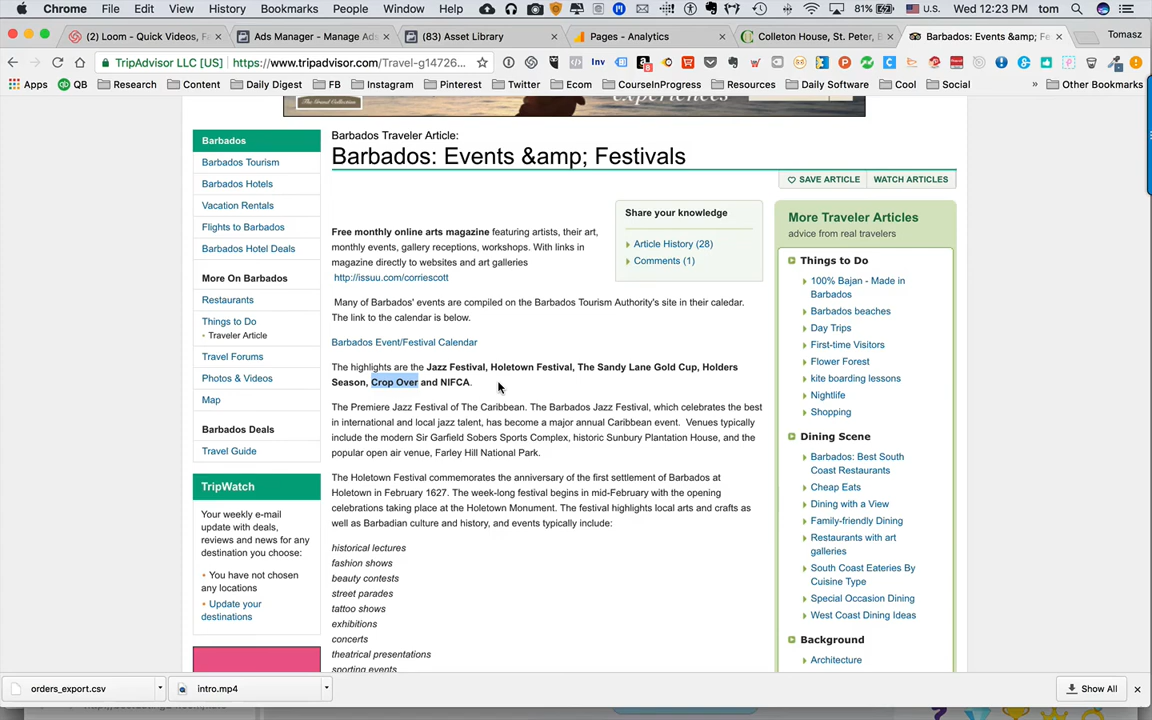 Chrome File Edit View History Bookmarks People Window Help 81% U.S. Wed 12:23 PM tom
(2) Loom - Quick Videos, Fa
Ads Manager - Manage Ads
(83) Asset Library
Pages - Analytics
Colleton House, St. Peter, B
Barbados: Events &amp; Fe
Tomasz
TripAdvisor LLC [US] https://www.tripadvisor.com/Travel-g14726...
Apps QB Research Content Daily Digest FB Instagram Pinterest Twitter Ecom CourseInProgress Resources Daily Software Cool Social » Other Bookmarks
experiences
Barbados
Barbados Tourism
Barbados Hotels
Vacation Rentals
Flights to Barbados
Barbados Hotel Deals
More On Barbados
Restaurants
Things to Do
• Traveler Article
Travel Forums
Photos & Videos
Map
Barbados Deals
Travel Guide
TripWatch
Your weekly e-mail
update with deals,
reviews and news for any
destination you choose:
• You have not chosen
any locations
• Update your
destinations
Barbados Traveler Article:
Barbados: Events &amp; Festivals
SAVE ARTICLE WATCH ARTICLES
Share your knowledge
Article History (28)
Comments (1)
Free monthly online arts magazine featuring artists, their art,
monthly events, gallery receptions, workshops. With links in
magazine directly to websites and art galleries
http://issuu.com/corriescott
Many of Barbados' events are compiled on the Barbados Tourism Authority's site in their caledar.
The link to the calendar is below.
Barbados Event/Festival Calendar
The highlights are the Jazz Festival, Holetown Festival, The Sandy Lane Gold Cup, Holders
Season, Crop Over and NIFCA.
The Premiere Jazz Festival of The Caribbean. The Barbados Jazz Festival, which celebrates the best
in international and local jazz talent, has become a major annual Caribbean event. Venues typically
include the modern Sir Garfield Sobers Sports Complex, historic Sunbury Plantation House, and the
popular open air venue, Farley Hill National Park.
The Holetown Festival commemorates the anniversary of the first settlement of Barbados at
Holetown in February 1627. The week-long festival begins in mid-February with the opening
celebrations taking place at the Holetown Monument. The festival highlights local arts and crafts as
well as Barbadian culture and history, and events typically include:
historical lectures
fashion shows
beauty contests
street parades
tattoo shows
exhibitions
concerts
theatrical presentations
sporting events
More Traveler Articles
advice from real travelers
Things to Do
100% Bajan - Made in
Barbados
Barbados beaches
Day Trips
First-time Visitors
Flower Forest
kite boarding lessons
Nightlife
Shopping
Dining Scene
Barbados: Best South
Coast Restaurants
Cheap Eats
Dining with a View
Family-friendly Dining
Restaurants with art
galleries
South Coast Eateries By
Cuisine Type
Special Occasion Dining
West Coast Dining Ideas
Background
Architecture
orders_export.csv
intro.mp4
Show All